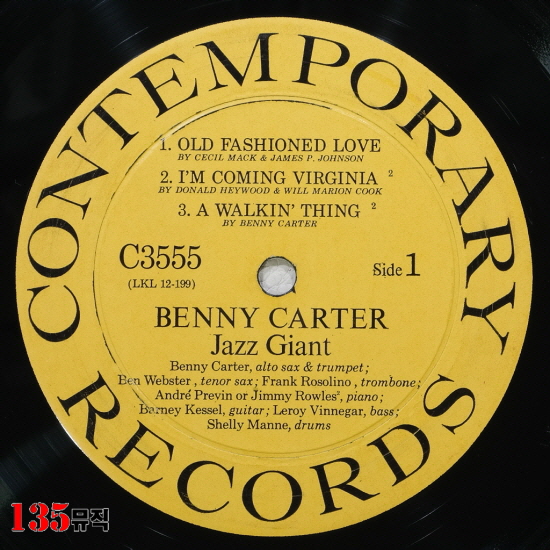 CONTEMPORARY
1. OLD FASHIONED LOVE
BY CECIL MACK & JAMES P. JOHNSON
2. I'M COMING VIRGINIA ²
BY DONALD HEYWOOD & WILL MARION COOK
3. A WALKIN' THING ²
BY BENNY CARTER
C3555
Side 1
(LKL 12-199)
BENNY CARTER
Jazz Giant
Benny Carter, alto sax & trumpet;
Ben Webster, tenor sax; Frank Rosolino, trombone;
André Previn or Jimmy Rowles², piano;
Barney Kessel, guitar; Leroy Vinnegar, bass;
Shelly Manne, drums
RECORDS
135뮤직